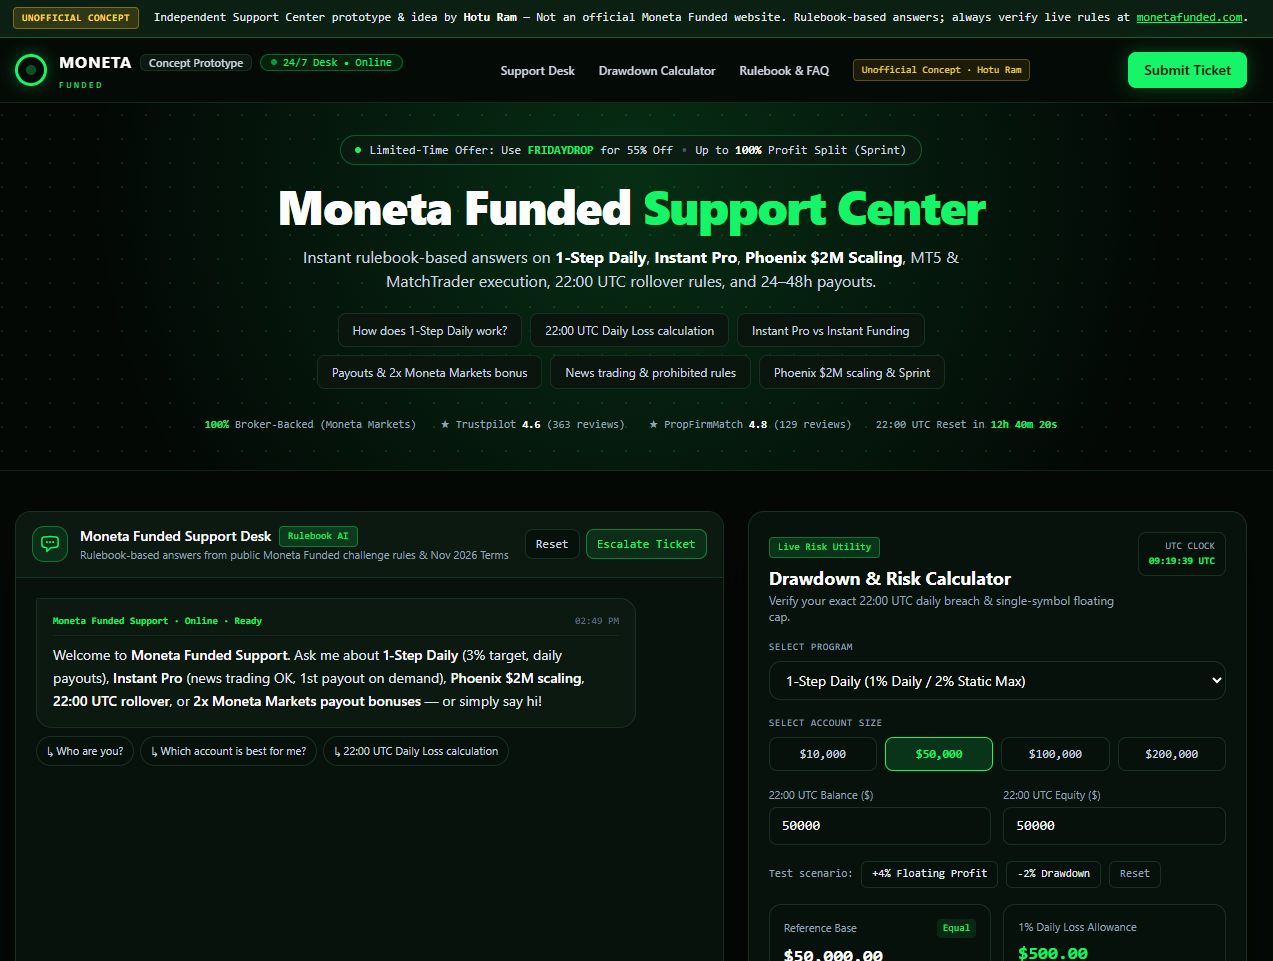 UNOFFICIAL CONCEPT Independent Support Center prototype & idea by Hotu Ram — Not an official Moneta Funded website. Rulebook-based answers; always verify live rules at monetafunded.com.
MONETA Concept Prototype 24/7 Desk • Online
FUNDED
Support Desk Drawdown Calculator Rulebook & FAQ Unofficial Concept · Hotu Ram Submit Ticket
Limited-Time Offer: Use FRIDAYDROP for 55% Off • Up to 100% Profit Split (Sprint)
Moneta Funded Support Center
Instant rulebook-based answers on 1-Step Daily, Instant Pro, Phoenix $2M Scaling, MT5 &
MatchTrader execution, 22:00 UTC rollover rules, and 24–48h payouts.
How does 1-Step Daily work? 22:00 UTC Daily Loss calculation Instant Pro vs Instant Funding
Payouts & 2x Moneta Markets bonus News trading & prohibited rules Phoenix $2M scaling & Sprint
100% Broker-Backed (Moneta Markets) ★ Trustpilot 4.6 (363 reviews) ★ PropFirmMatch 4.8 (129 reviews) 22:00 UTC Reset in 12h 40m 20s
Moneta Funded Support Desk Rulebook AI
Rulebook-based answers from public Moneta Funded challenge rules & Nov 2026 Terms
Reset Escalate Ticket
Moneta Funded Support · Online · Ready 02:49 PM
Welcome to Moneta Funded Support. Ask me about 1-Step Daily (3% target, daily
payouts), Instant Pro (news trading OK, 1st payout on demand), Phoenix $2M scaling,
22:00 UTC rollover, or 2x Moneta Markets payout bonuses — or simply say hi!
↳ Who are you? ↳ Which account is best for me? ↳ 22:00 UTC Daily Loss calculation
Live Risk Utility
UTC CLOCK
09:19:39 UTC
Drawdown & Risk Calculator
Verify your exact 22:00 UTC daily breach & single-symbol floating
cap.
SELECT PROGRAM
1-Step Daily (1% Daily / 2% Static Max)
SELECT ACCOUNT SIZE
$10,000 $50,000 $100,000 $200,000
22:00 UTC Balance ($) 22:00 UTC Equity ($)
50000 50000
Test scenario: +4% Floating Profit -2% Drawdown Reset
Reference Base Equal 1% Daily Loss Allowance
$50,000.00 $500.00